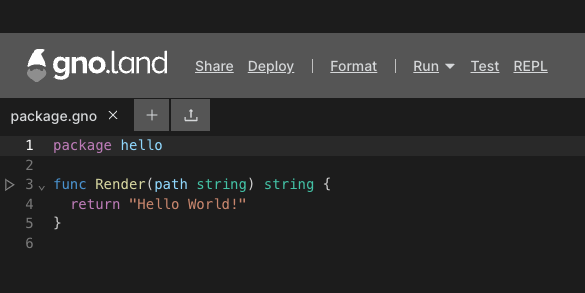 gno.land Share Deploy | Format | Run Test REPL
package.gno × +
1 package hello
2
3 func Render(path string) string {
4   return "Hello World!"
5 }
6